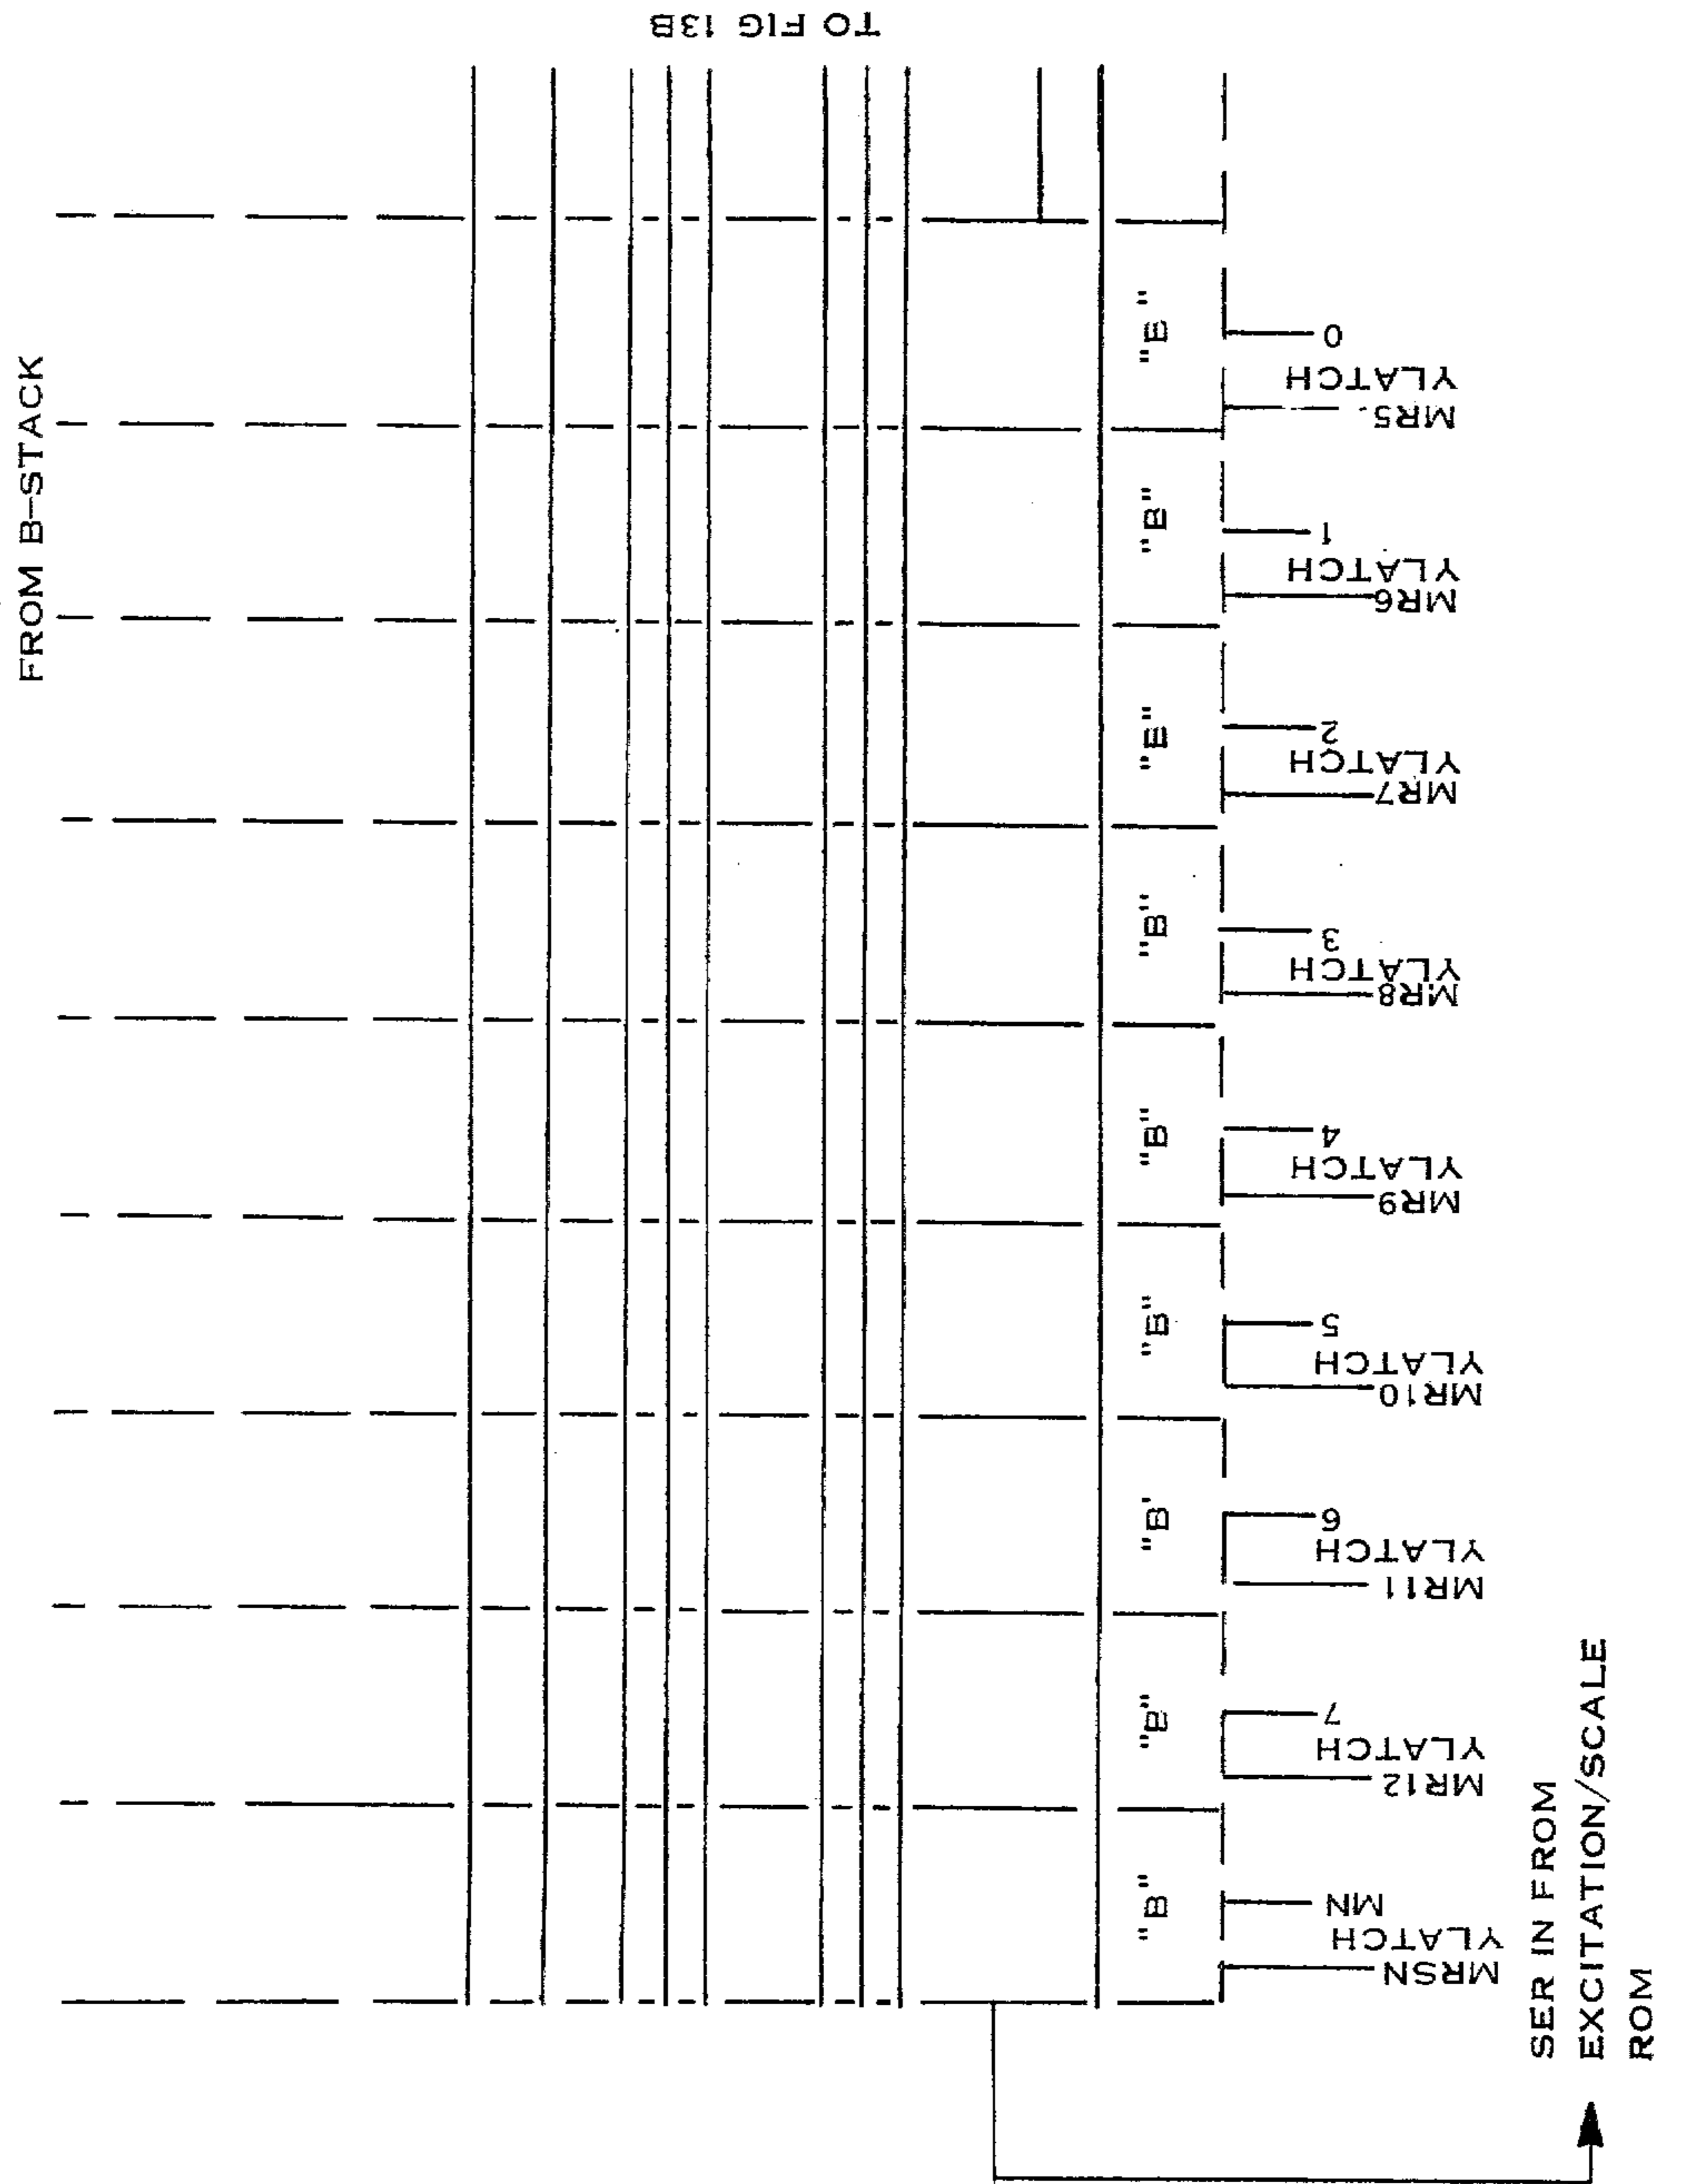 TO FIG 13B
FROM B-STACK
"B"
0
YLATCH
MR5
"B"
1
YLATCH
MR6
"B"
2
YLATCH
MR7
"B"
3
YLATCH
MR8
"B"
4
YLATCH
MR9
"B"
5
YLATCH
MR10
"B"
6
YLATCH
MR11
"B"
7
YLATCH
MR12
"B"
MN
YLATCH
MRSN
SER IN FROM
EXCITATION/SCALE
ROM